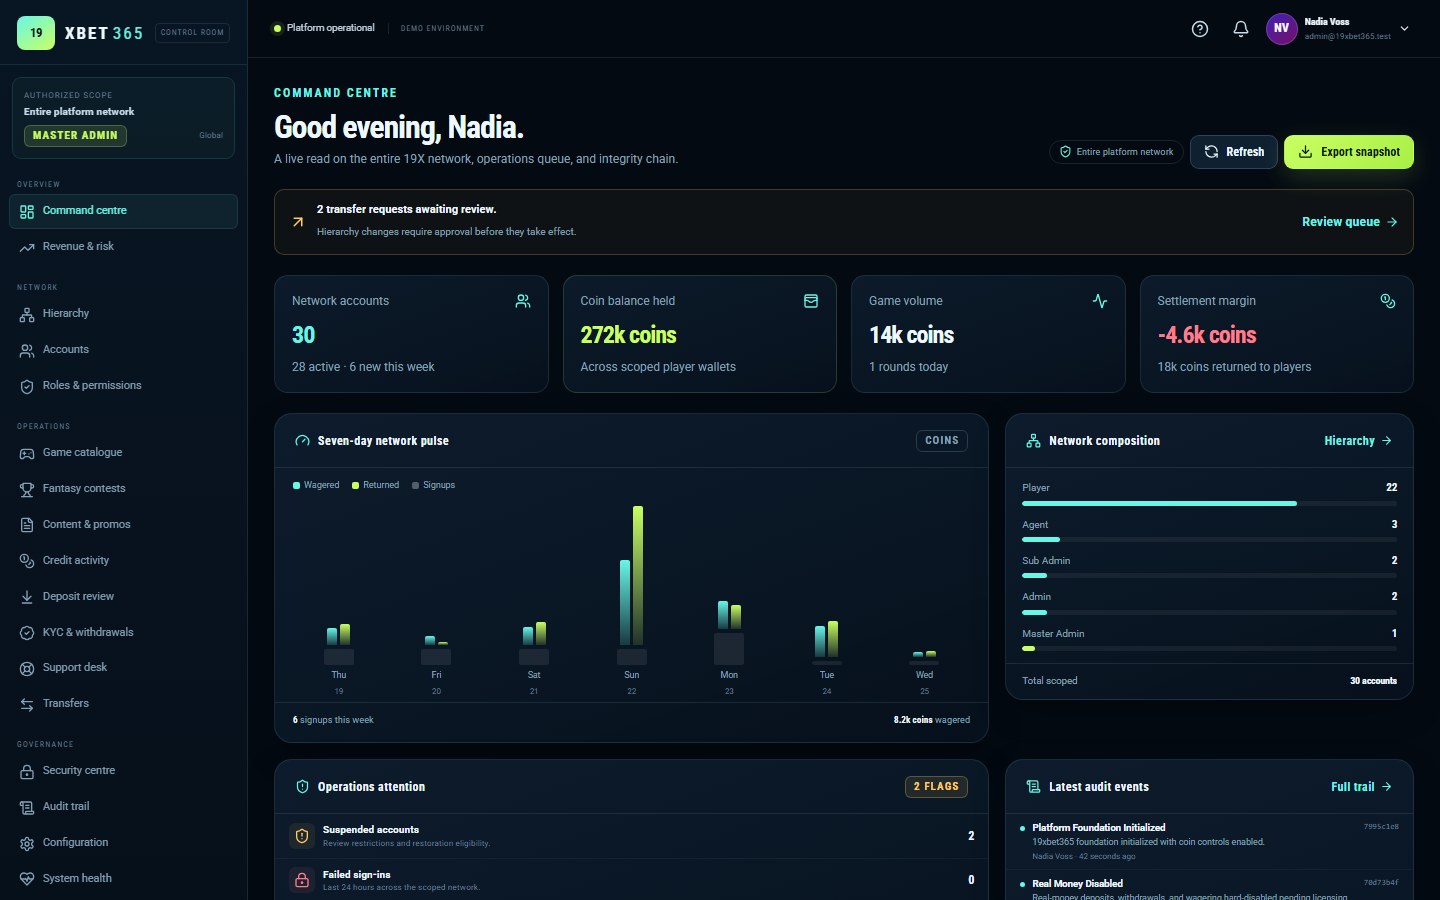 19
XBET 365
CONTROL ROOM
AUTHORIZED SCOPE
Entire platform network
MASTER ADMIN
Global
OVERVIEW
Command centre
Revenue & risk
NETWORK
Hierarchy
Accounts
Roles & permissions
OPERATIONS
Game catalogue
Fantasy contests
Content & promos
Credit activity
Deposit review
KYC & withdrawals
Support desk
Transfers
GOVERNANCE
Security centre
Audit trail
Configuration
System health
Platform operational
DEMO ENVIRONMENT
NV
Nadia Voss
admin@19xbet365.test
COMMAND CENTRE
Good evening, Nadia.
A live read on the entire 19X network, operations queue, and integrity chain.
Entire platform network
Refresh
Export snapshot
2 transfer requests awaiting review.
Hierarchy changes require approval before they take effect.
Review queue
Network accounts
30
28 active · 6 new this week
Coin balance held
272k coins
Across scoped player wallets
Game volume
14k coins
1 rounds today
Settlement margin
-4.6k coins
18k coins returned to players
Seven-day network pulse
COINS
Wagered
Returned
Signups
Thu
19
Fri
20
Sat
21
Sun
22
Mon
23
Tue
24
Wed
25
6 signups this week
8.2k coins wagered
Network composition
Hierarchy
Player
22
Agent
3
Sub Admin
2
Admin
2
Master Admin
1
Total scoped
30 accounts
Operations attention
2 FLAGS
Suspended accounts
Review restrictions and restoration eligibility.
2
Failed sign-ins
Last 24 hours across the scoped network.
0
Latest audit events
Full trail
Platform Foundation Initialized
7995c1e8
19xbet365 foundation initialized with coin controls enabled.
Nadia Voss · 42 seconds ago
Real Money Disabled
70d73b4f
Real-money deposits, withdrawals, and wagering hard-disabled pending licensing.